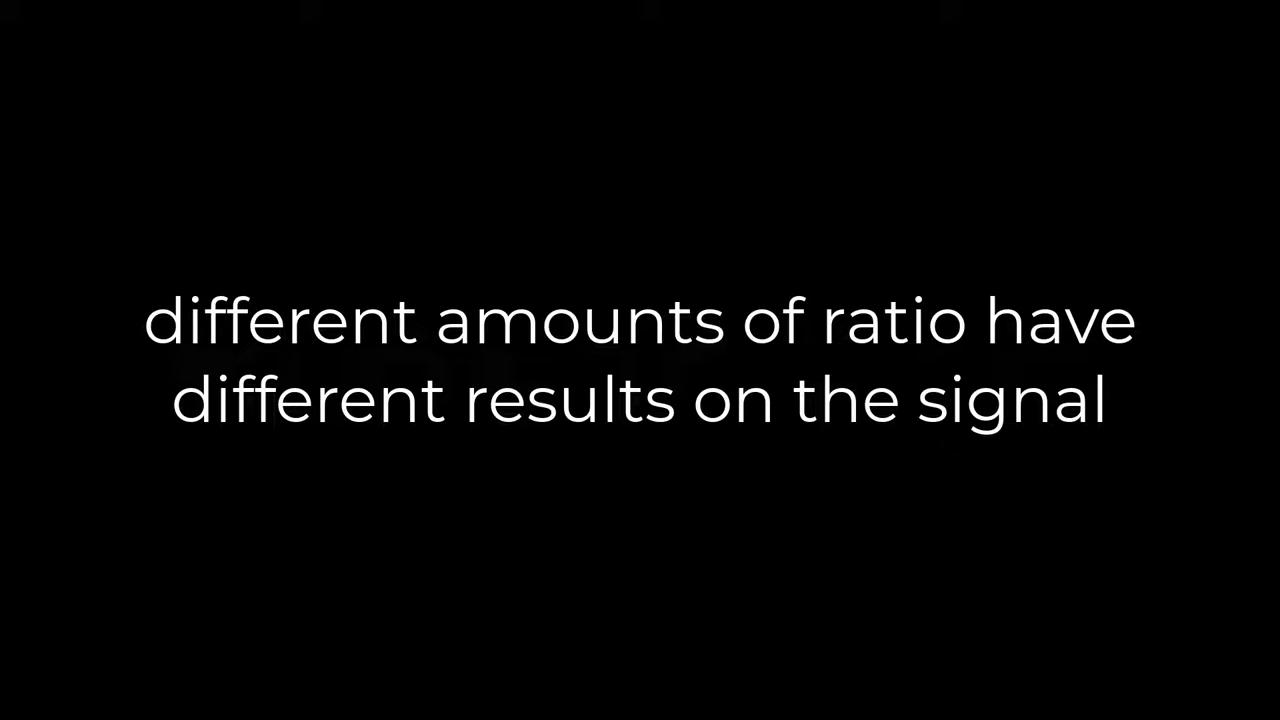 different amounts of ratio have
different results on the signal